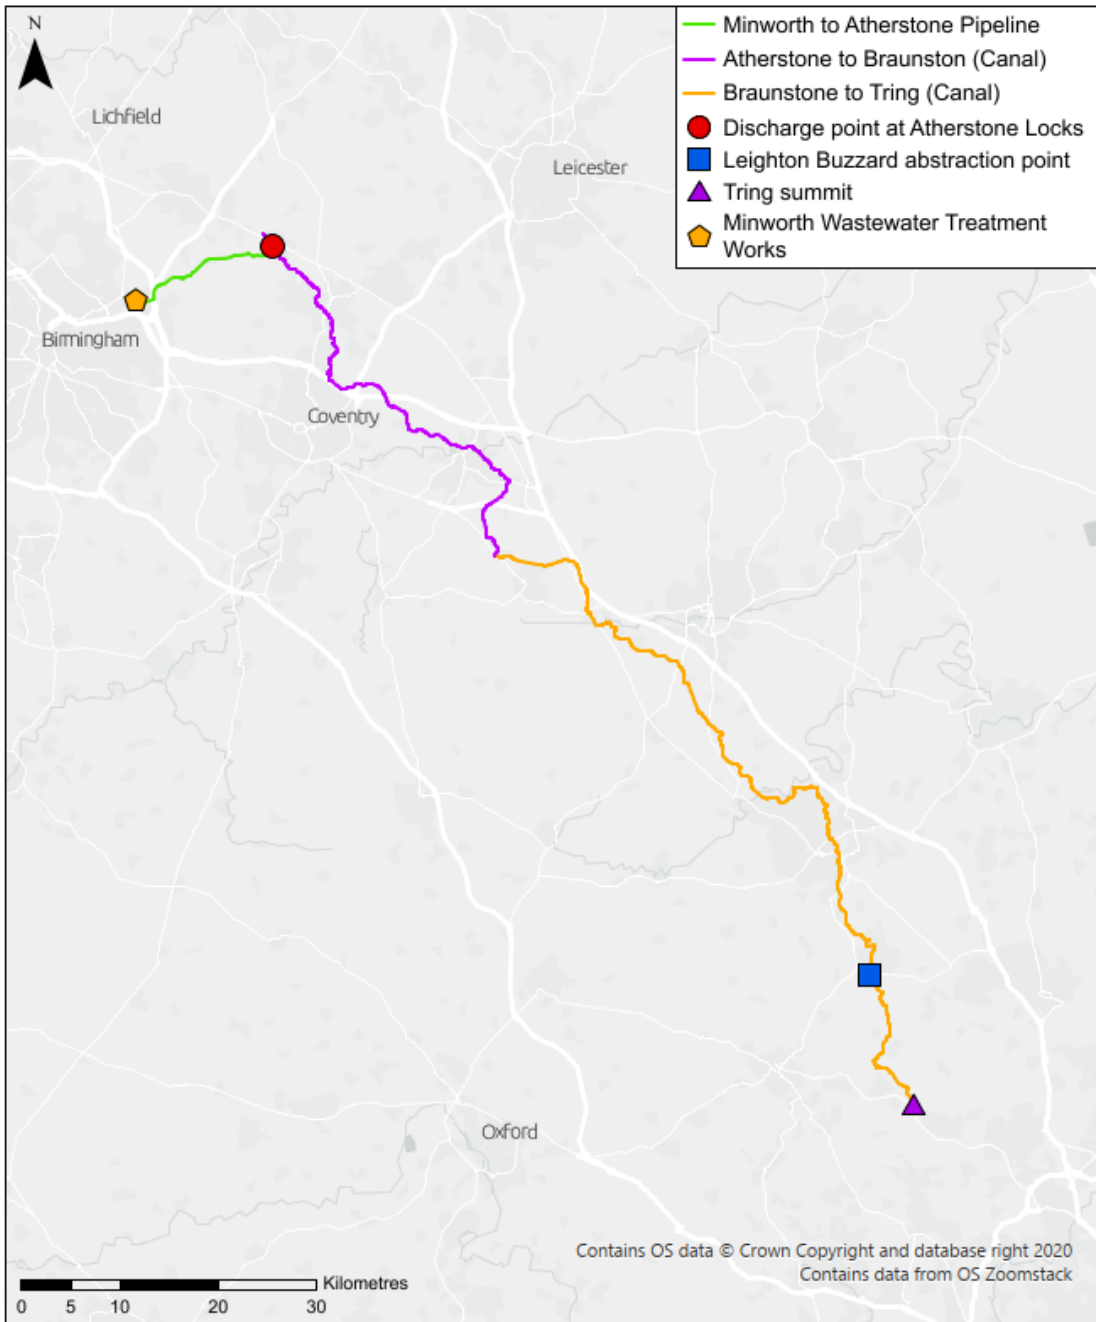 N
Minworth to Atherstone Pipeline
Atherstone to Braunston (Canal)
Braunstone to Tring (Canal)
Discharge point at Atherstone Locks
Leighton Buzzard abstraction point
Tring summit
Minworth Wastewater Treatment
Works
Lichfield
Leicester
Birmingham
Coventry
Oxford
Contains OS data © Crown Copyright and database right 2020
Contains data from OS Zoomstack
Kilometres
0 5 10 20 30